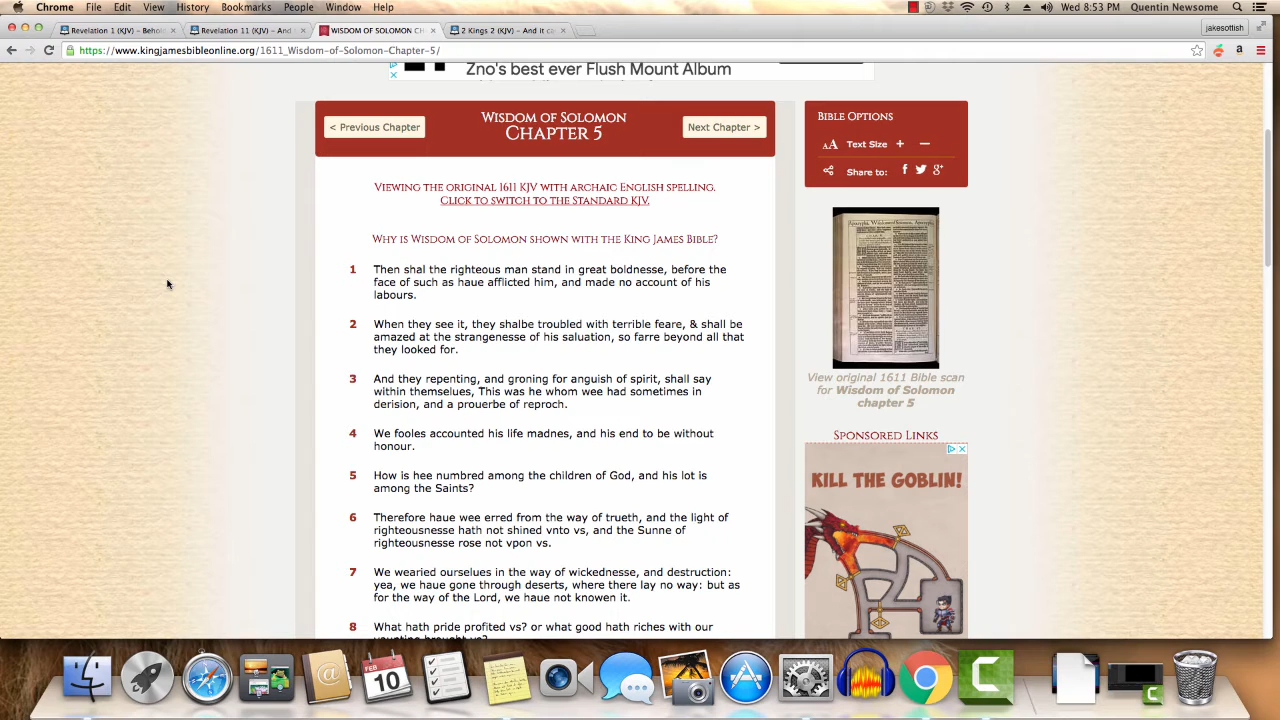 Chrome File Edit View History Bookmarks People Window Help
Wed 8:53 PM Quentin Newsome
Revelation 1 (KJV) – Behold
Revelation 11 (KJV) – And
WISDOM OF SOLOMON CH
2 Kings 2 (KJV) – And it ca
jakesottish
https://www.kingjamesbibleonline.org/1611_Wisdom-of-Solomon-Chapter-5/
Zno's best ever Flush Mount Album
< Previous Chapter
Wisdom of Solomon
Chapter 5
Next Chapter >
Viewing the original 1611 KJV with archaic English spelling.
Click to switch to the Standard KJV.
Why is Wisdom of Solomon shown with the King James Bible?
1 Then shal the righteous man stand in great boldnesse, before the
face of such as haue afflicted him, and made no account of his
labours.
2 When they see it, they shalbe troubled with terrible feare, & shall be
amazed at the strangenesse of his saluation, so farre beyond all that
they looked for.
3 And they repenting, and groning for anguish of spirit, shall say
within themselues, This was he whom wee had sometimes in
derision, and a prouerbe of reproch.
4 We fooles accounted his life madnes, and his end to be without
honour.
5 How is hee numbred among the children of God, and his lot is
among the Saints?
6 Therefore haue wee erred from the way of trueth, and the light of
righteousnesse hath not shined vnto vs, and the Sunne of
righteousnesse rose not vpon vs.
7 We wearied ourselues in the way of wickednesse, and destruction:
yea, we haue gone through deserts, where there lay no way: but as
for the way of the Lord, we haue not knowen it.
8 What hath pride profited vs? or what good hath riches with our
vaunting brought vs?
Bible Options
AA Text Size + −
Share to: f g+
View original 1611 Bible scan
for Wisdom of Solomon
chapter 5
Sponsored Links
KILL THE GOBLIN!
FEB
10